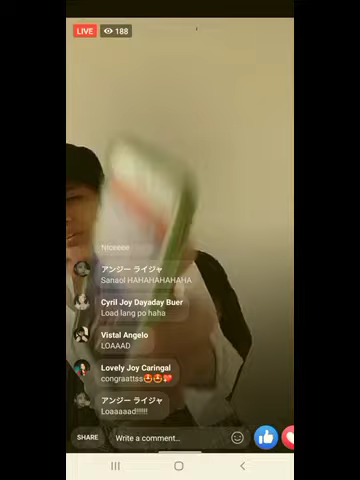 LIVE 188
Niceeee
アンジー ライジャ
Sanaol HAHAHAHAHAHA
Cyril Joy Dayaday Buer
Load lang po haha
Vistal Angelo
LOAAAD
Lovely Joy Caringal
congraattss🤩🤩💖
アンジー ライジャ
Loaaaaad!!!!!!
SHARE Write a comment...